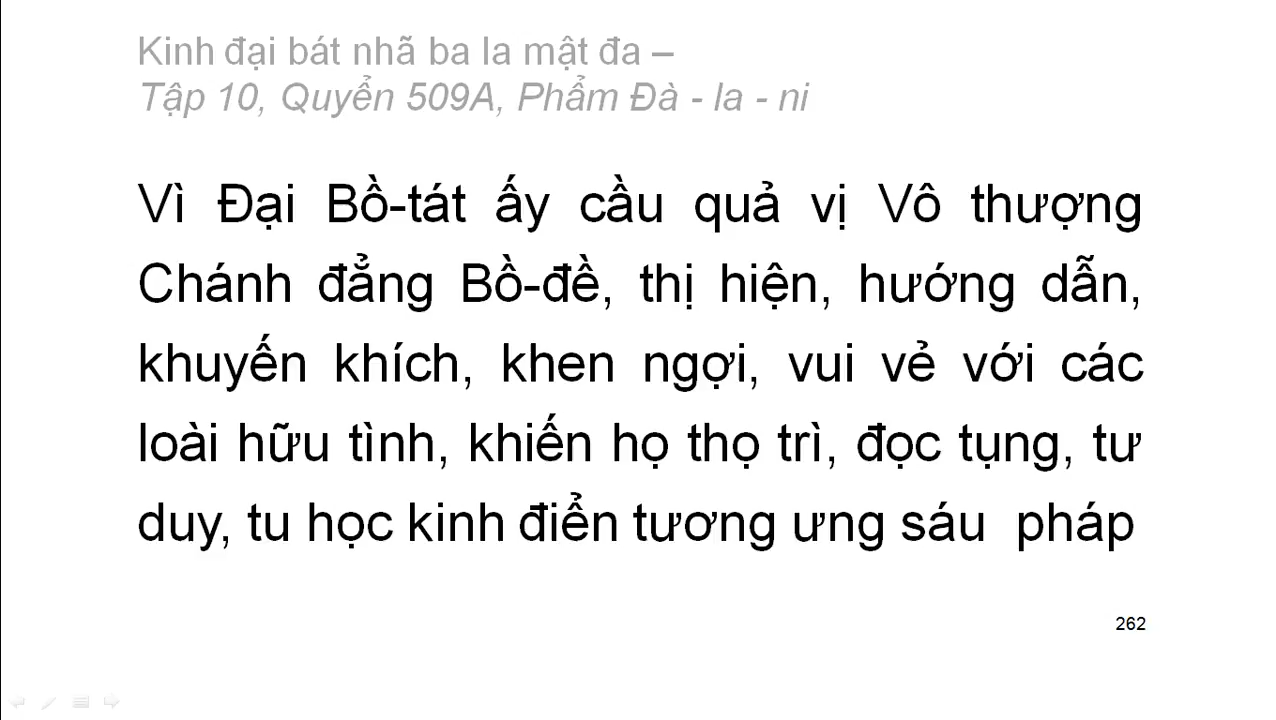 Kinh đại bát nhã ba la mật đa –
Tập 10, Quyển 509A, Phẩm Đà - la - ni
Vì Đại Bồ-tát ấy cầu quả vị Vô thượng
Chánh đẳng Bồ-đề, thị hiện, hướng dẫn,
khuyến khích, khen ngợi, vui vẻ với các
loài hữu tình, khiến họ thọ trì, đọc tụng, tư
duy, tu học kinh điển tương ưng sáu  pháp
262